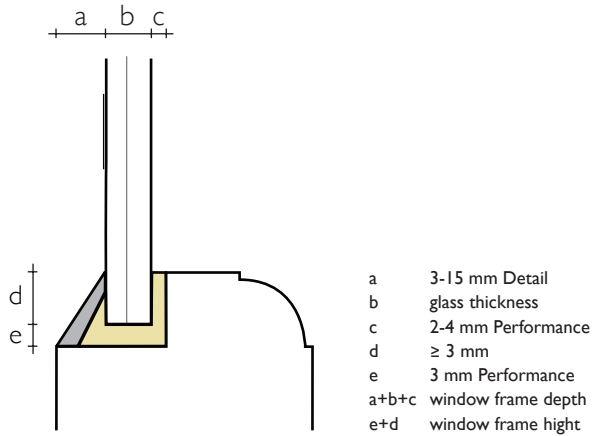 a b c
d
e
a 3-15 mm Detail
b glass thickness
c 2-4 mm Performance
d ≥ 3 mm
e 3 mm Performance
a+b+c window frame depth
e+d window frame hight